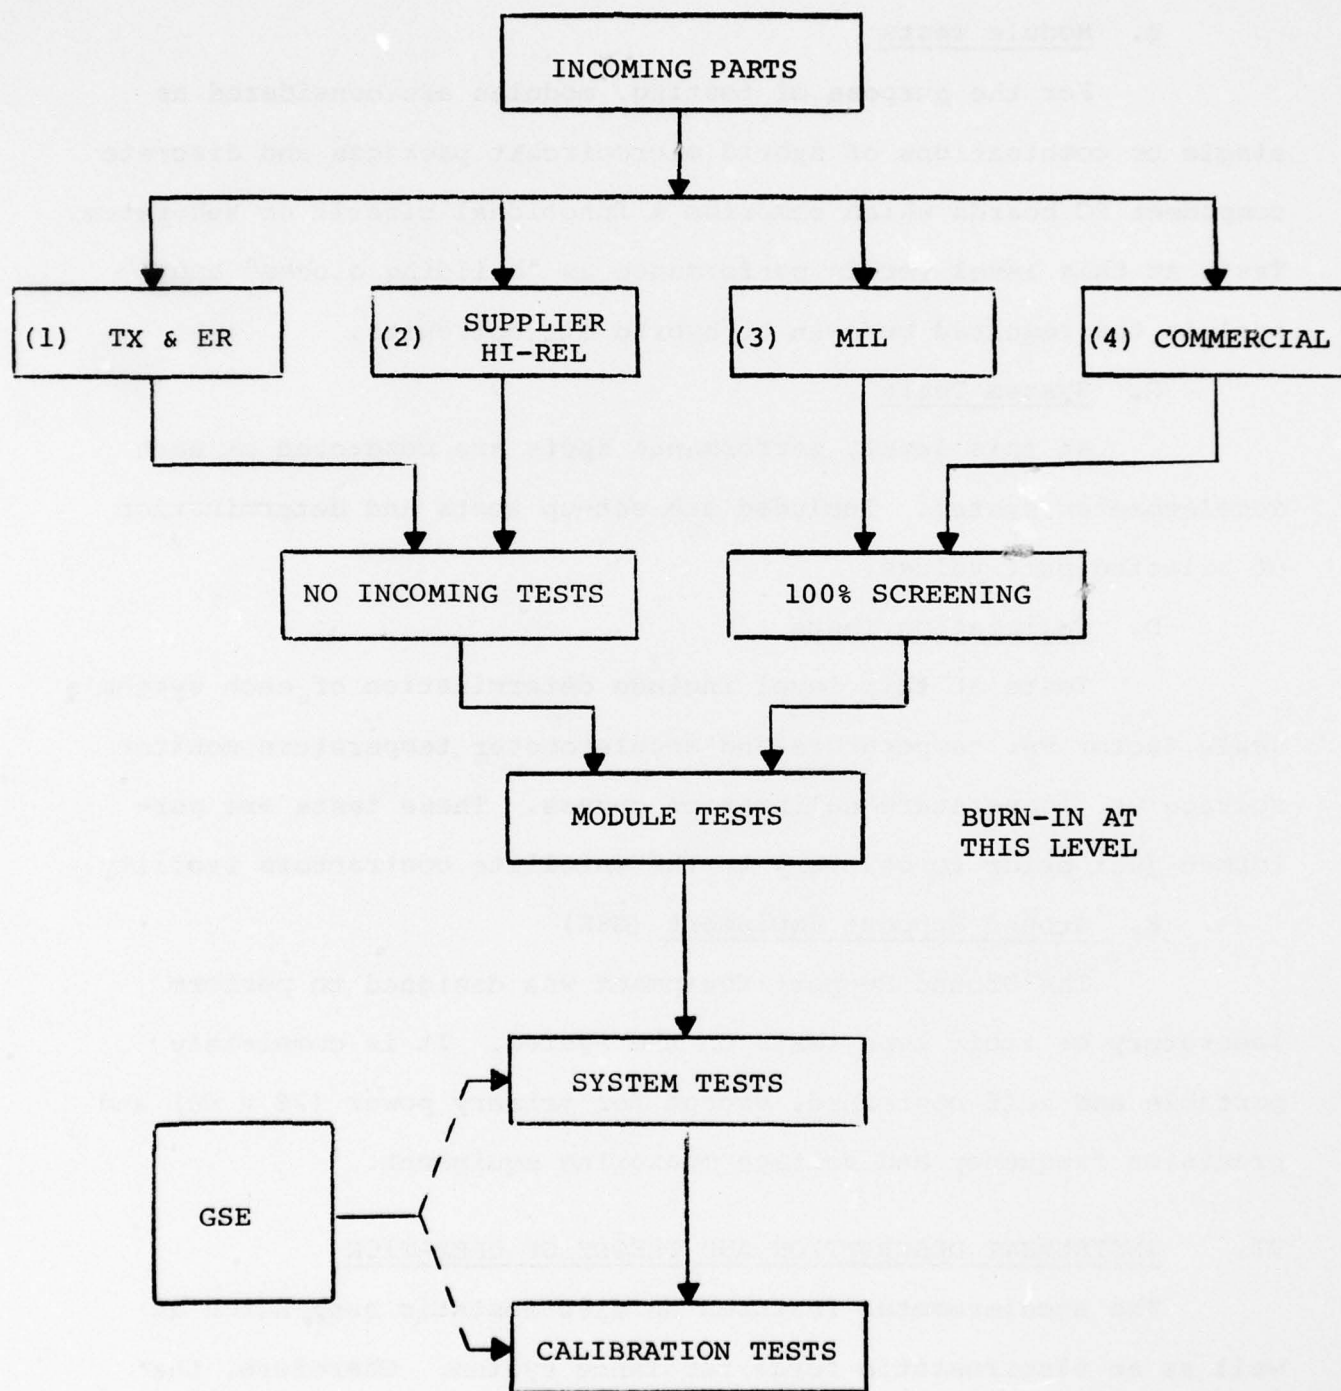 INCOMING PARTS
(1) TX & ER
(2) SUPPLIER
HI-REL
(3) MIL
(4) COMMERCIAL
NO INCOMING TESTS
100% SCREENING
MODULE TESTS
BURN-IN AT
THIS LEVEL
SYSTEM TESTS
GSE
CALIBRATION TESTS